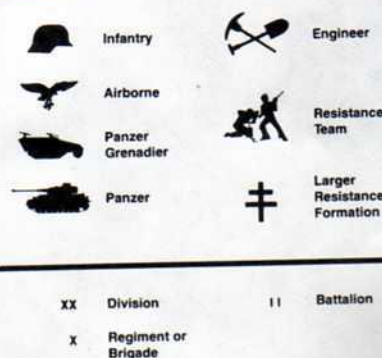 Infantry
Airborne
Panzer
Grenadier
Panzer
Engineer
Resistance
Team
Larger
Resistance
Formation
XX Division
X Regiment or
Brigade
II Battalion